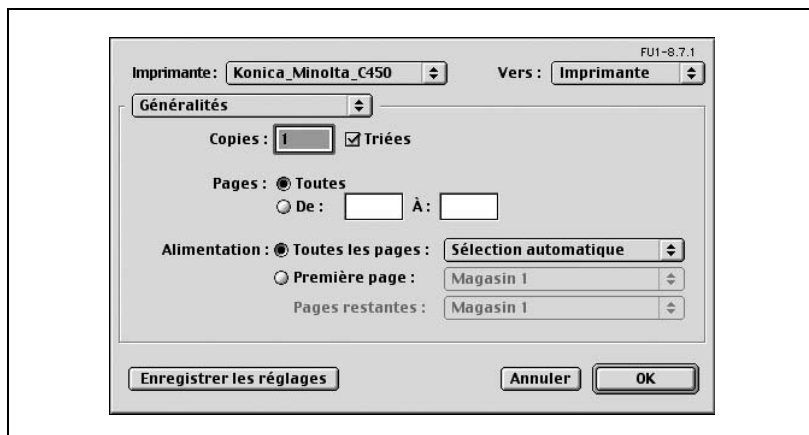 FU1-8.7.1
Imprimante: Konica_Minolta_C450 Vers : Imprimante
Généralités
Copies : 1 Triées
Pages : Toutes
De : À :
Alimentation : Toutes les pages : Sélection automatique
Première page : Magasin 1
Pages restantes : Magasin 1
Enregistrer les réglages Annuler OK